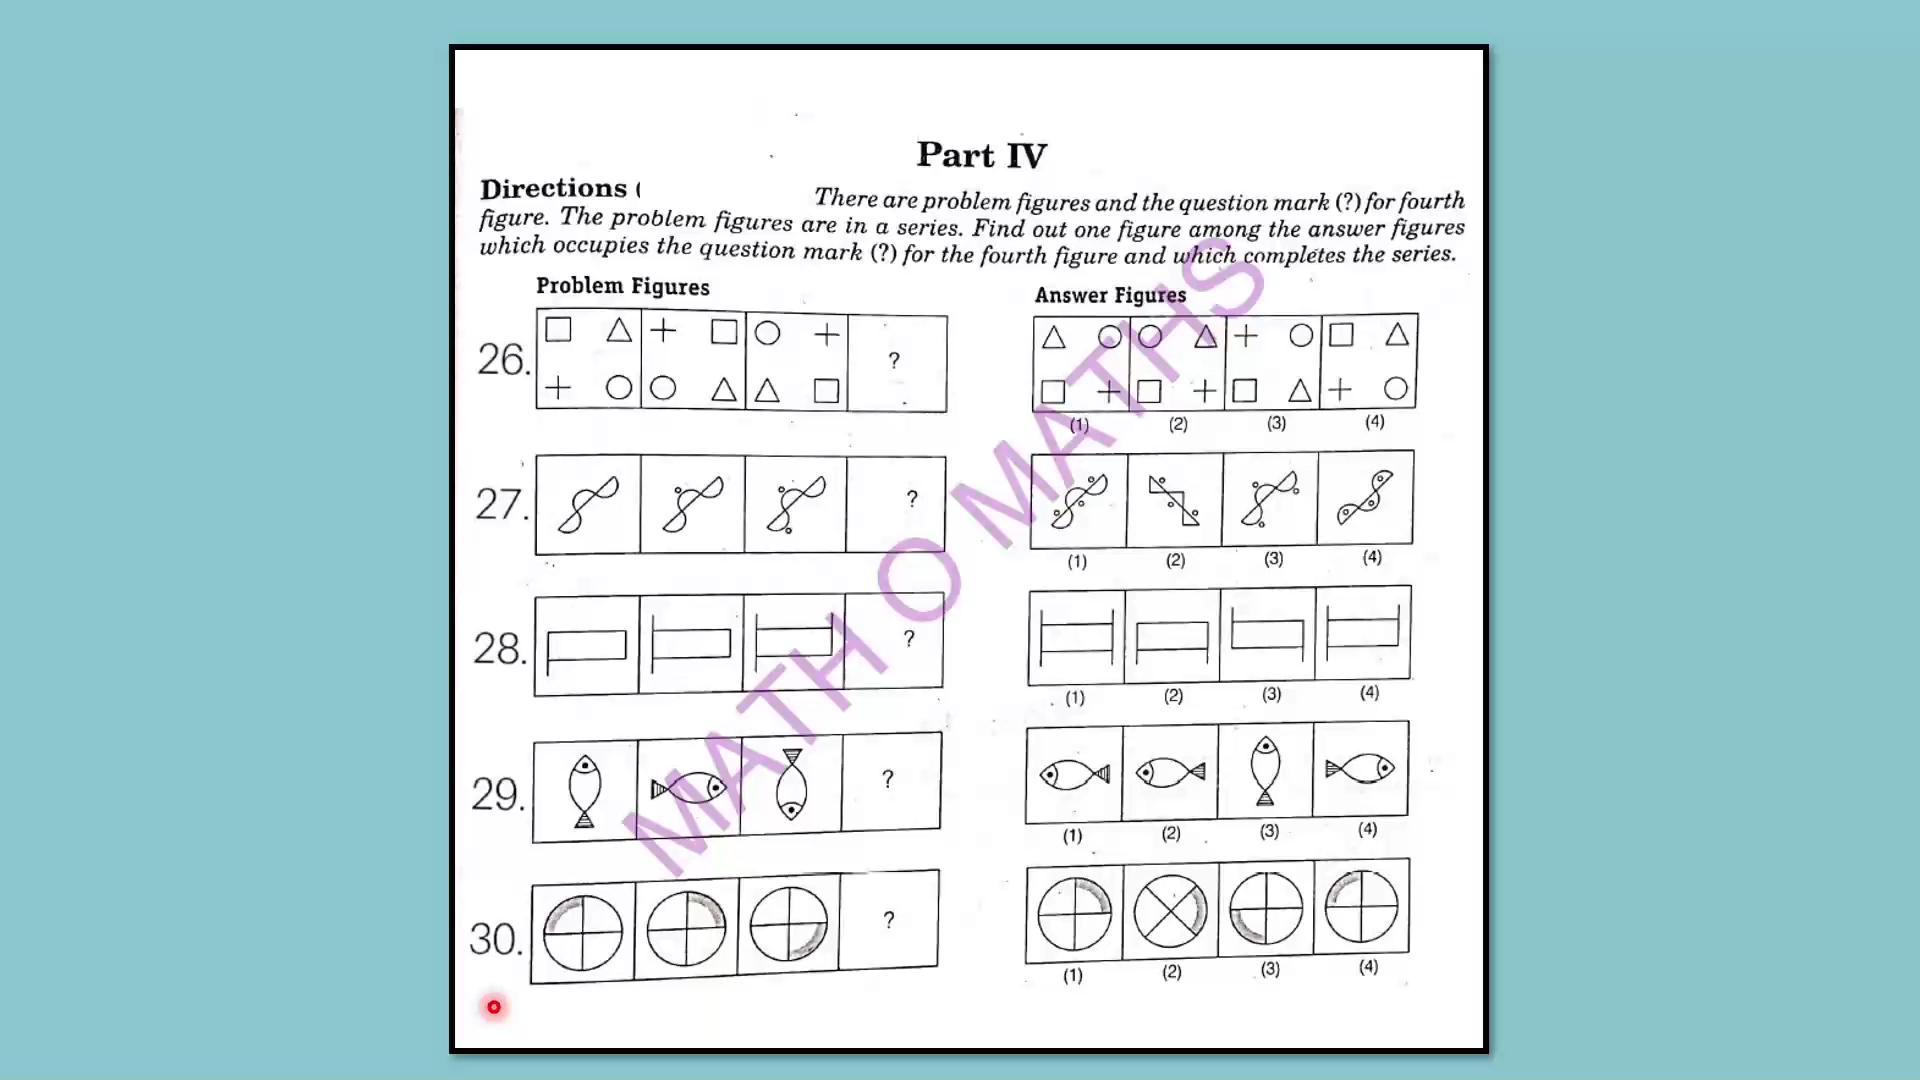 Part IV
Directions (
There are problem figures and the question mark (?) for fourth
figure. The problem figures are in a series. Find out one figure among the answer figures
which occupies the question mark (?) for the fourth figure and which completes the series.
Problem Figures
Answer Figures
26.
?
(1) (2) (3) (4)
27.
?
(1) (2) (3) (4)
28.
?
(1) (2) (3) (4)
29.
?
(1) (2) (3) (4)
30.
?
(1) (2) (3) (4)
MATH O MATHS